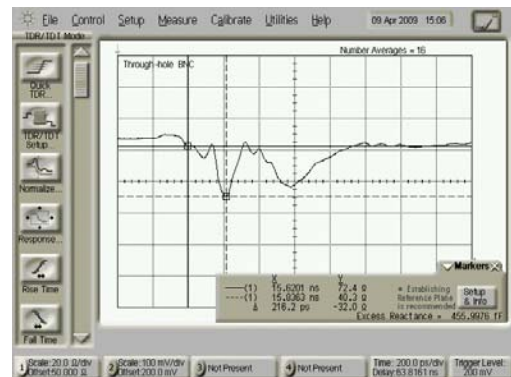 File Control Setup Measure Calibrate Utilities Help 09 Apr 2009 15:06
TDR/TDT Mode
Number Averages = 16
Through-hole BNC
Quick TDR...
TDR/TDT Setup...
Normalize...
Response...
Rise Time
Fall Time
Markers
X Y
(1) 15.6201 ns 72.4 Ω
(1) 15.8363 ns 40.3 Ω
Δ 216.2 ps -32.0 Ω
* Establishing
Reference Plane
is recommended
Setup & Info
Excess Reactance = 455.9976 fF
1 Scale:20.0 Ω/div Offset:50.000 Ω
2 Scale:100 mV/div Offset:200.0 mV
3 Not Present
4 Not Present
Time: 200.0 ps/div Delay:63.8161 ns
Trigger Level: 200 mV